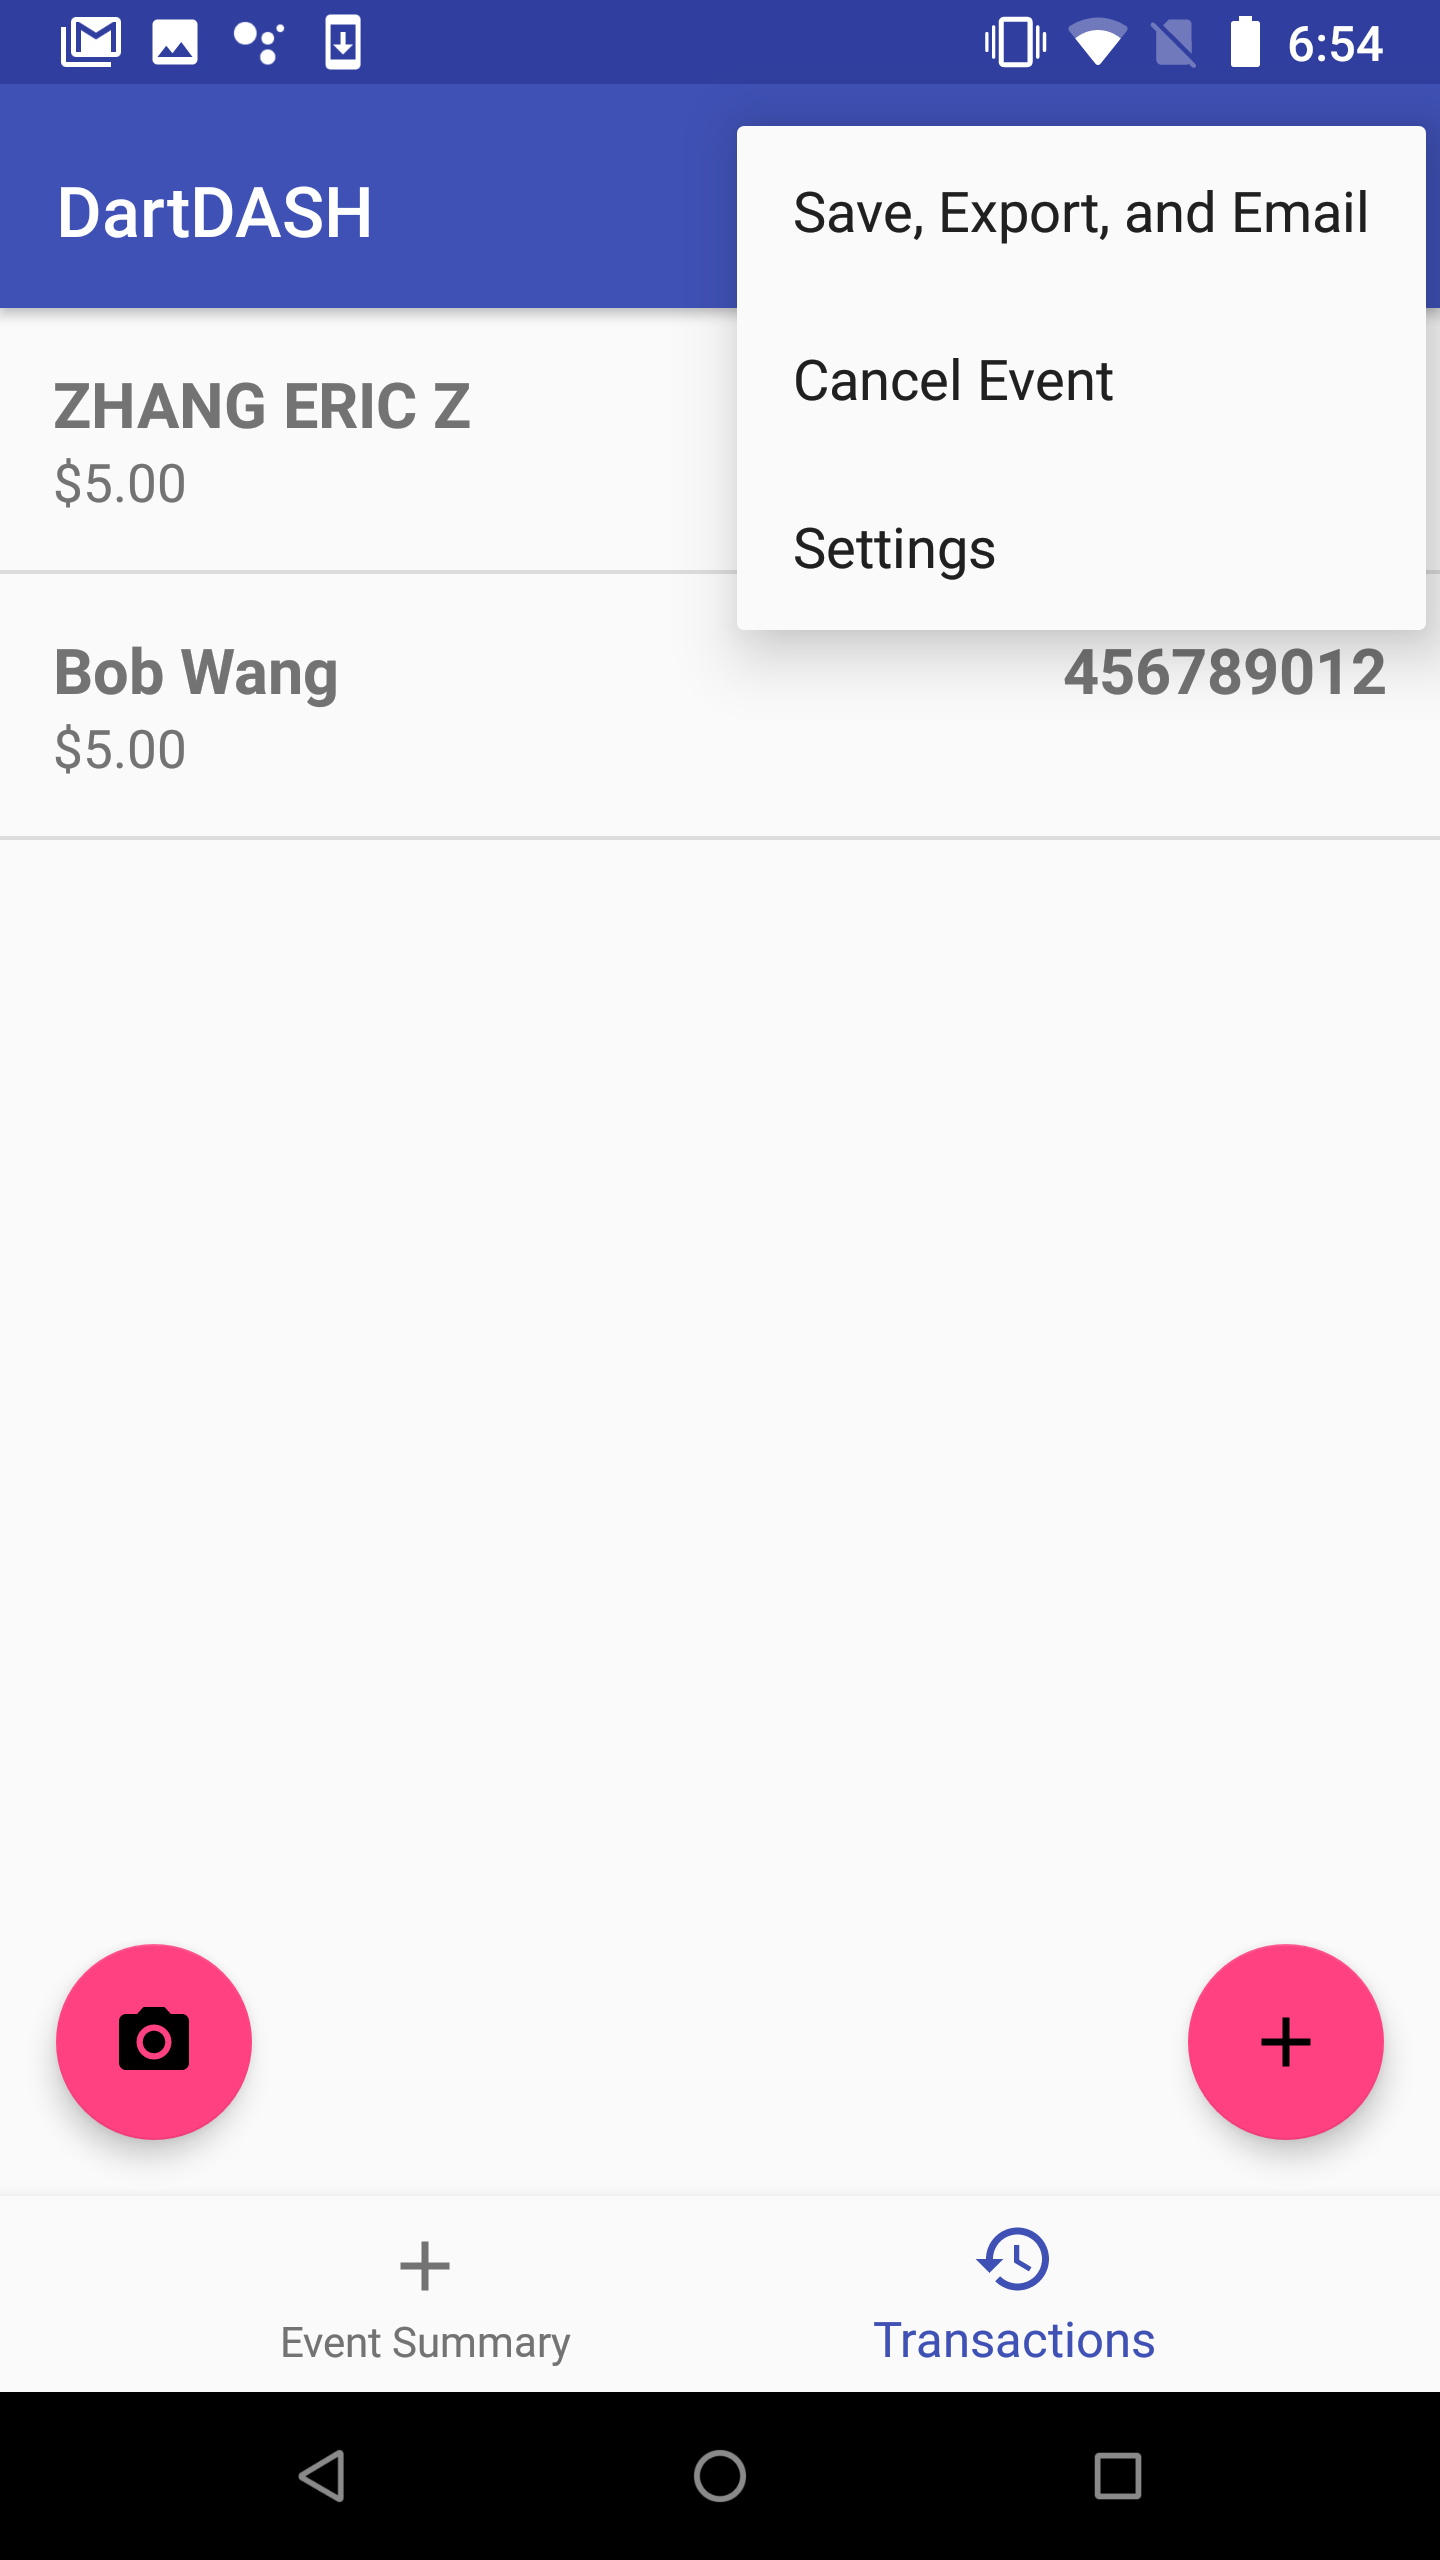 6:54
DartDASH
Save, Export, and Email
Cancel Event
Settings
ZHANG ERIC Z
$5.00
Bob Wang 456789012
$5.00
Event Summary
Transactions